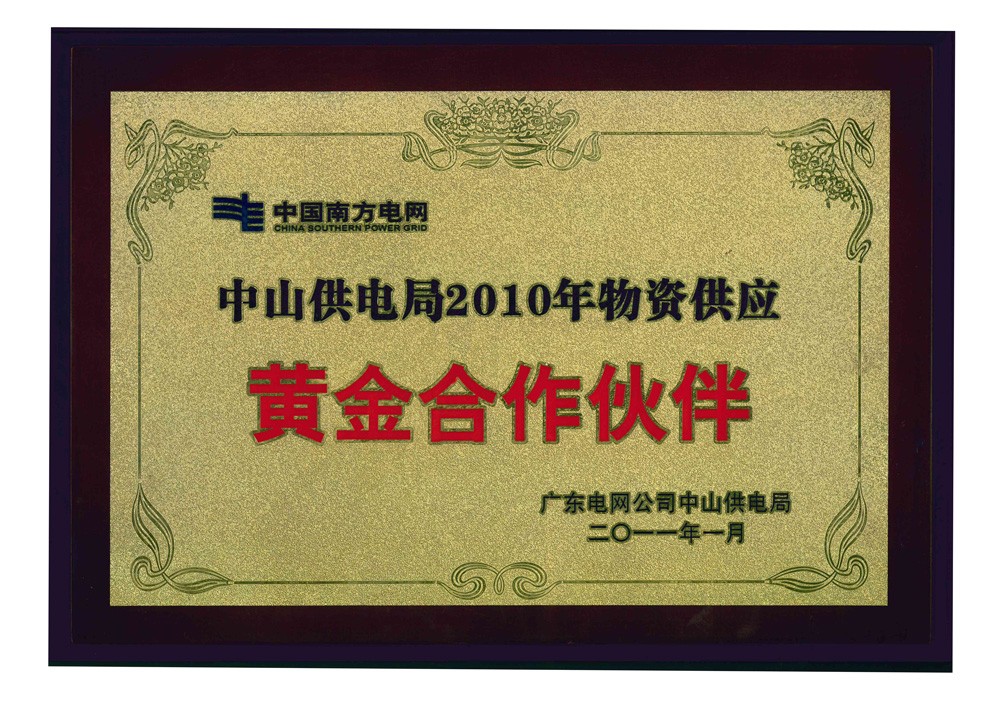 中国南方电网
CHINA SOUTHERN POWER GRID
中山供电局2010年物资供应
黄金合作伙伴
广东电网公司中山供电局
二〇一一年一月